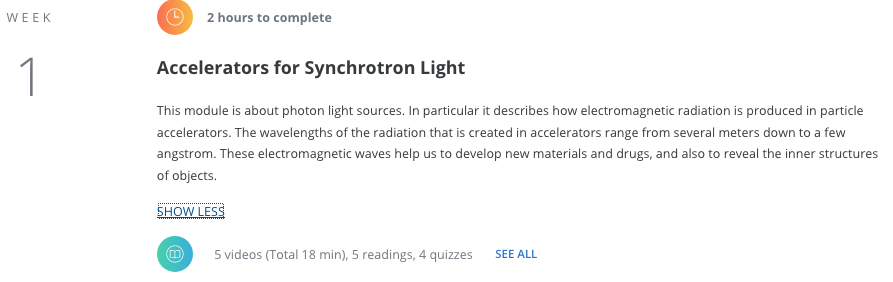 WEEK
1
2 hours to complete
Accelerators for Synchrotron Light
This module is about photon light sources. In particular it describes how electromagnetic radiation is produced in particle
accelerators. The wavelengths of the radiation that is created in accelerators range from several meters down to a few
angstrom. These electromagnetic waves help us to develop new materials and drugs, and also to reveal the inner structures
of objects.
SHOW LESS
5 videos (Total 18 min), 5 readings, 4 quizzes SEE ALL